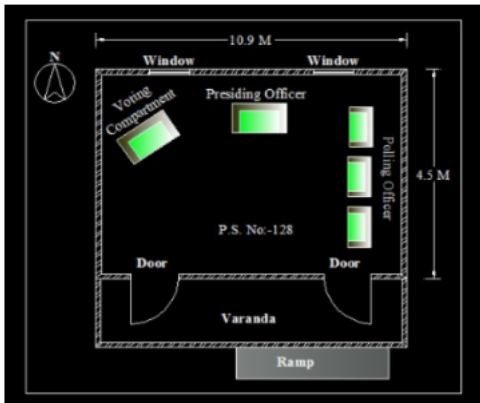 10.9 M
N
Window
Window
Voting
Compartment
Presiding Officer
Polling Officer
4.5 M
P.S. No:-128
Door
Door
Varanda
Ramp